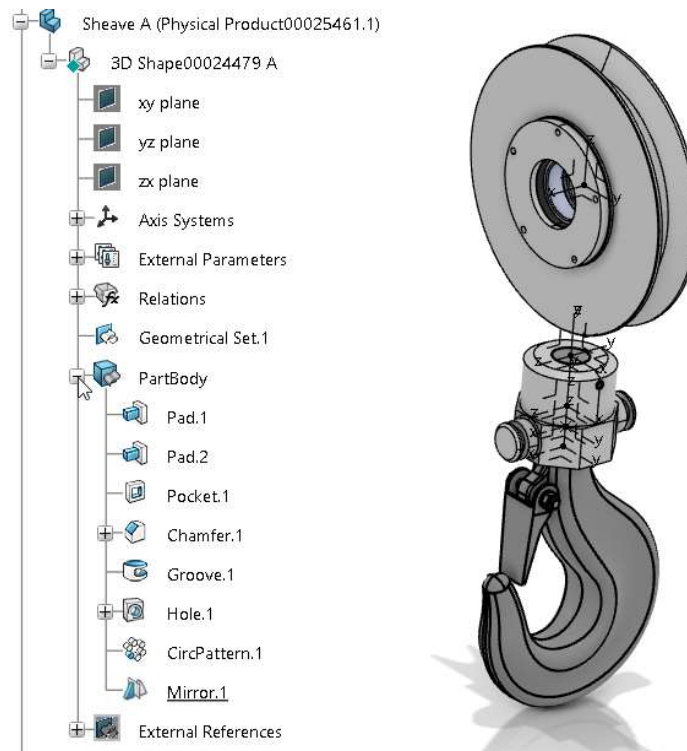 Sheave A (Physical Product00025461.1)
3D Shape00024479 A
xy plane
yz plane
zx plane
Axis Systems
External Parameters
Relations
Geometrical Set.1
PartBody
Pad.1
Pad.2
Pocket.1
Chamfer.1
Groove.1
Hole.1
CircPattern.1
Mirror.1
External References